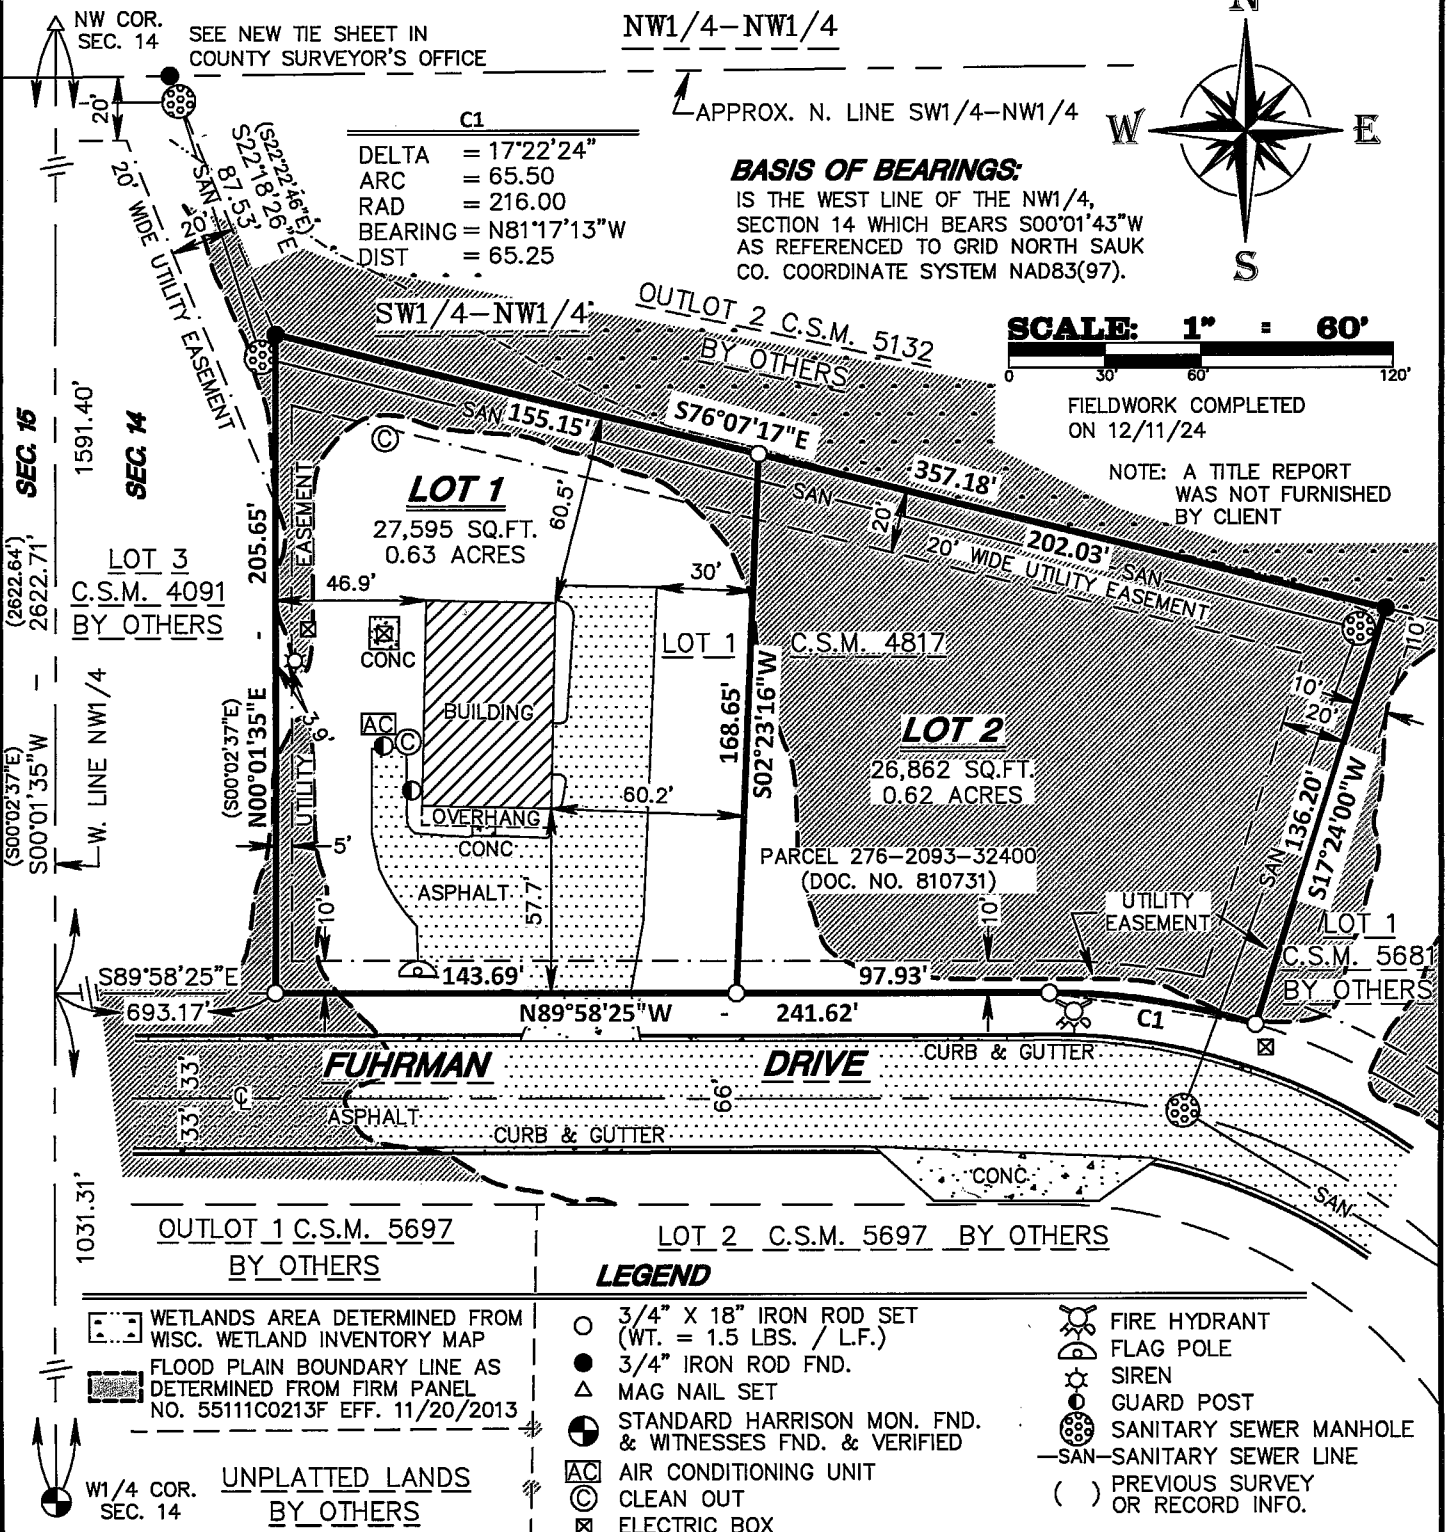 NW COR.
SEC. 14
SEE NEW TIE SHEET IN
COUNTY SURVEYOR'S OFFICE
NW1/4-NW1/4
N
W
E
S
APPROX. N. LINE SW1/4-NW1/4
20'
20' WIDE UTILITY EASEMENT
SAN
20'
(S22°22'46"E)
S22°18'26"E
87.53'
C1
DELTA = 17°22'24"
ARC = 65.50
RAD = 216.00
BEARING = N81°17'13"W
DIST = 65.25
BASIS OF BEARINGS:
IS THE WEST LINE OF THE NW1/4,
SECTION 14 WHICH BEARS S00°01'43"W
AS REFERENCED TO GRID NORTH SAUK
CO. COORDINATE SYSTEM NAD83(97).
SW1/4-NW1/4
OUTLOT 2 C.S.M. 5132
BY OTHERS
SCALE: 1" = 60'
0 30' 60' 120'
FIELDWORK COMPLETED
ON 12/11/24
NOTE: A TITLE REPORT
WAS NOT FURNISHED
BY CLIENT
SEC. 15
1591.40'
SEC. 14
(2622.64')
2622.71'
-
(S00°02'37"E)
S00°01'35"W
W. LINE NW1/4
LOT 3
C.S.M. 4091
BY OTHERS
205.65'
-
(S00°02'37"E)
N00°01'35"E
SAN
155.15'
S76°07'17"E
357.18'
SAN
20'
202.03'
SAN
20' WIDE UTILITY EASEMENT
10'
LOT 1
27,595 SQ.FT.
0.63 ACRES
60.5'
EASEMENT
46.9'
30'
C
CONC
LOT 1 C.S.M. 4817
BUILDING
AC
C
3.9'
UTILITY
168.65'
S02°23'16"W
LOT 2
26,862 SQ.FT.
0.62 ACRES
10'
20'
60.2'
OVERHANG
CONC
5'
ASPHALT
57.7'
PARCEL 276-2093-32400
(DOC. NO. 810731)
136.20'
S17°24'00"W
SAN
UTILITY
EASEMENT
10'
10'
LOT 1
C.S.M. 5681
BY OTHERS
S89°58'25"E
693.17'
143.69'
97.93'
N89°58'25"W - 241.62'
C1
FUHRMAN DRIVE
CURB & GUTTER
33'
33'
CL
ASPHALT
66'
CURB & GUTTER
CONC
SAN
1031.31'
OUTLOT 1 C.S.M. 5697
BY OTHERS
LOT 2 C.S.M. 5697 BY OTHERS
LEGEND
WETLANDS AREA DETERMINED FROM
WISC. WETLAND INVENTORY MAP
FLOOD PLAIN BOUNDARY LINE AS
DETERMINED FROM FIRM PANEL
NO. 55111C0213F EFF. 11/20/2013
3/4" X 18" IRON ROD SET
(WT. = 1.5 LBS. / L.F.)
3/4" IRON ROD FND.
MAG NAIL SET
STANDARD HARRISON MON. FND.
& WITNESSES FND. & VERIFIED
AC AIR CONDITIONING UNIT
C CLEAN OUT
ELECTRIC BOX
FIRE HYDRANT
FLAG POLE
SIREN
GUARD POST
SANITARY SEWER MANHOLE
-SAN- SANITARY SEWER LINE
( ) PREVIOUS SURVEY
OR RECORD INFO.
W1/4 COR.
SEC. 14
UNPLATTED LANDS
BY OTHERS